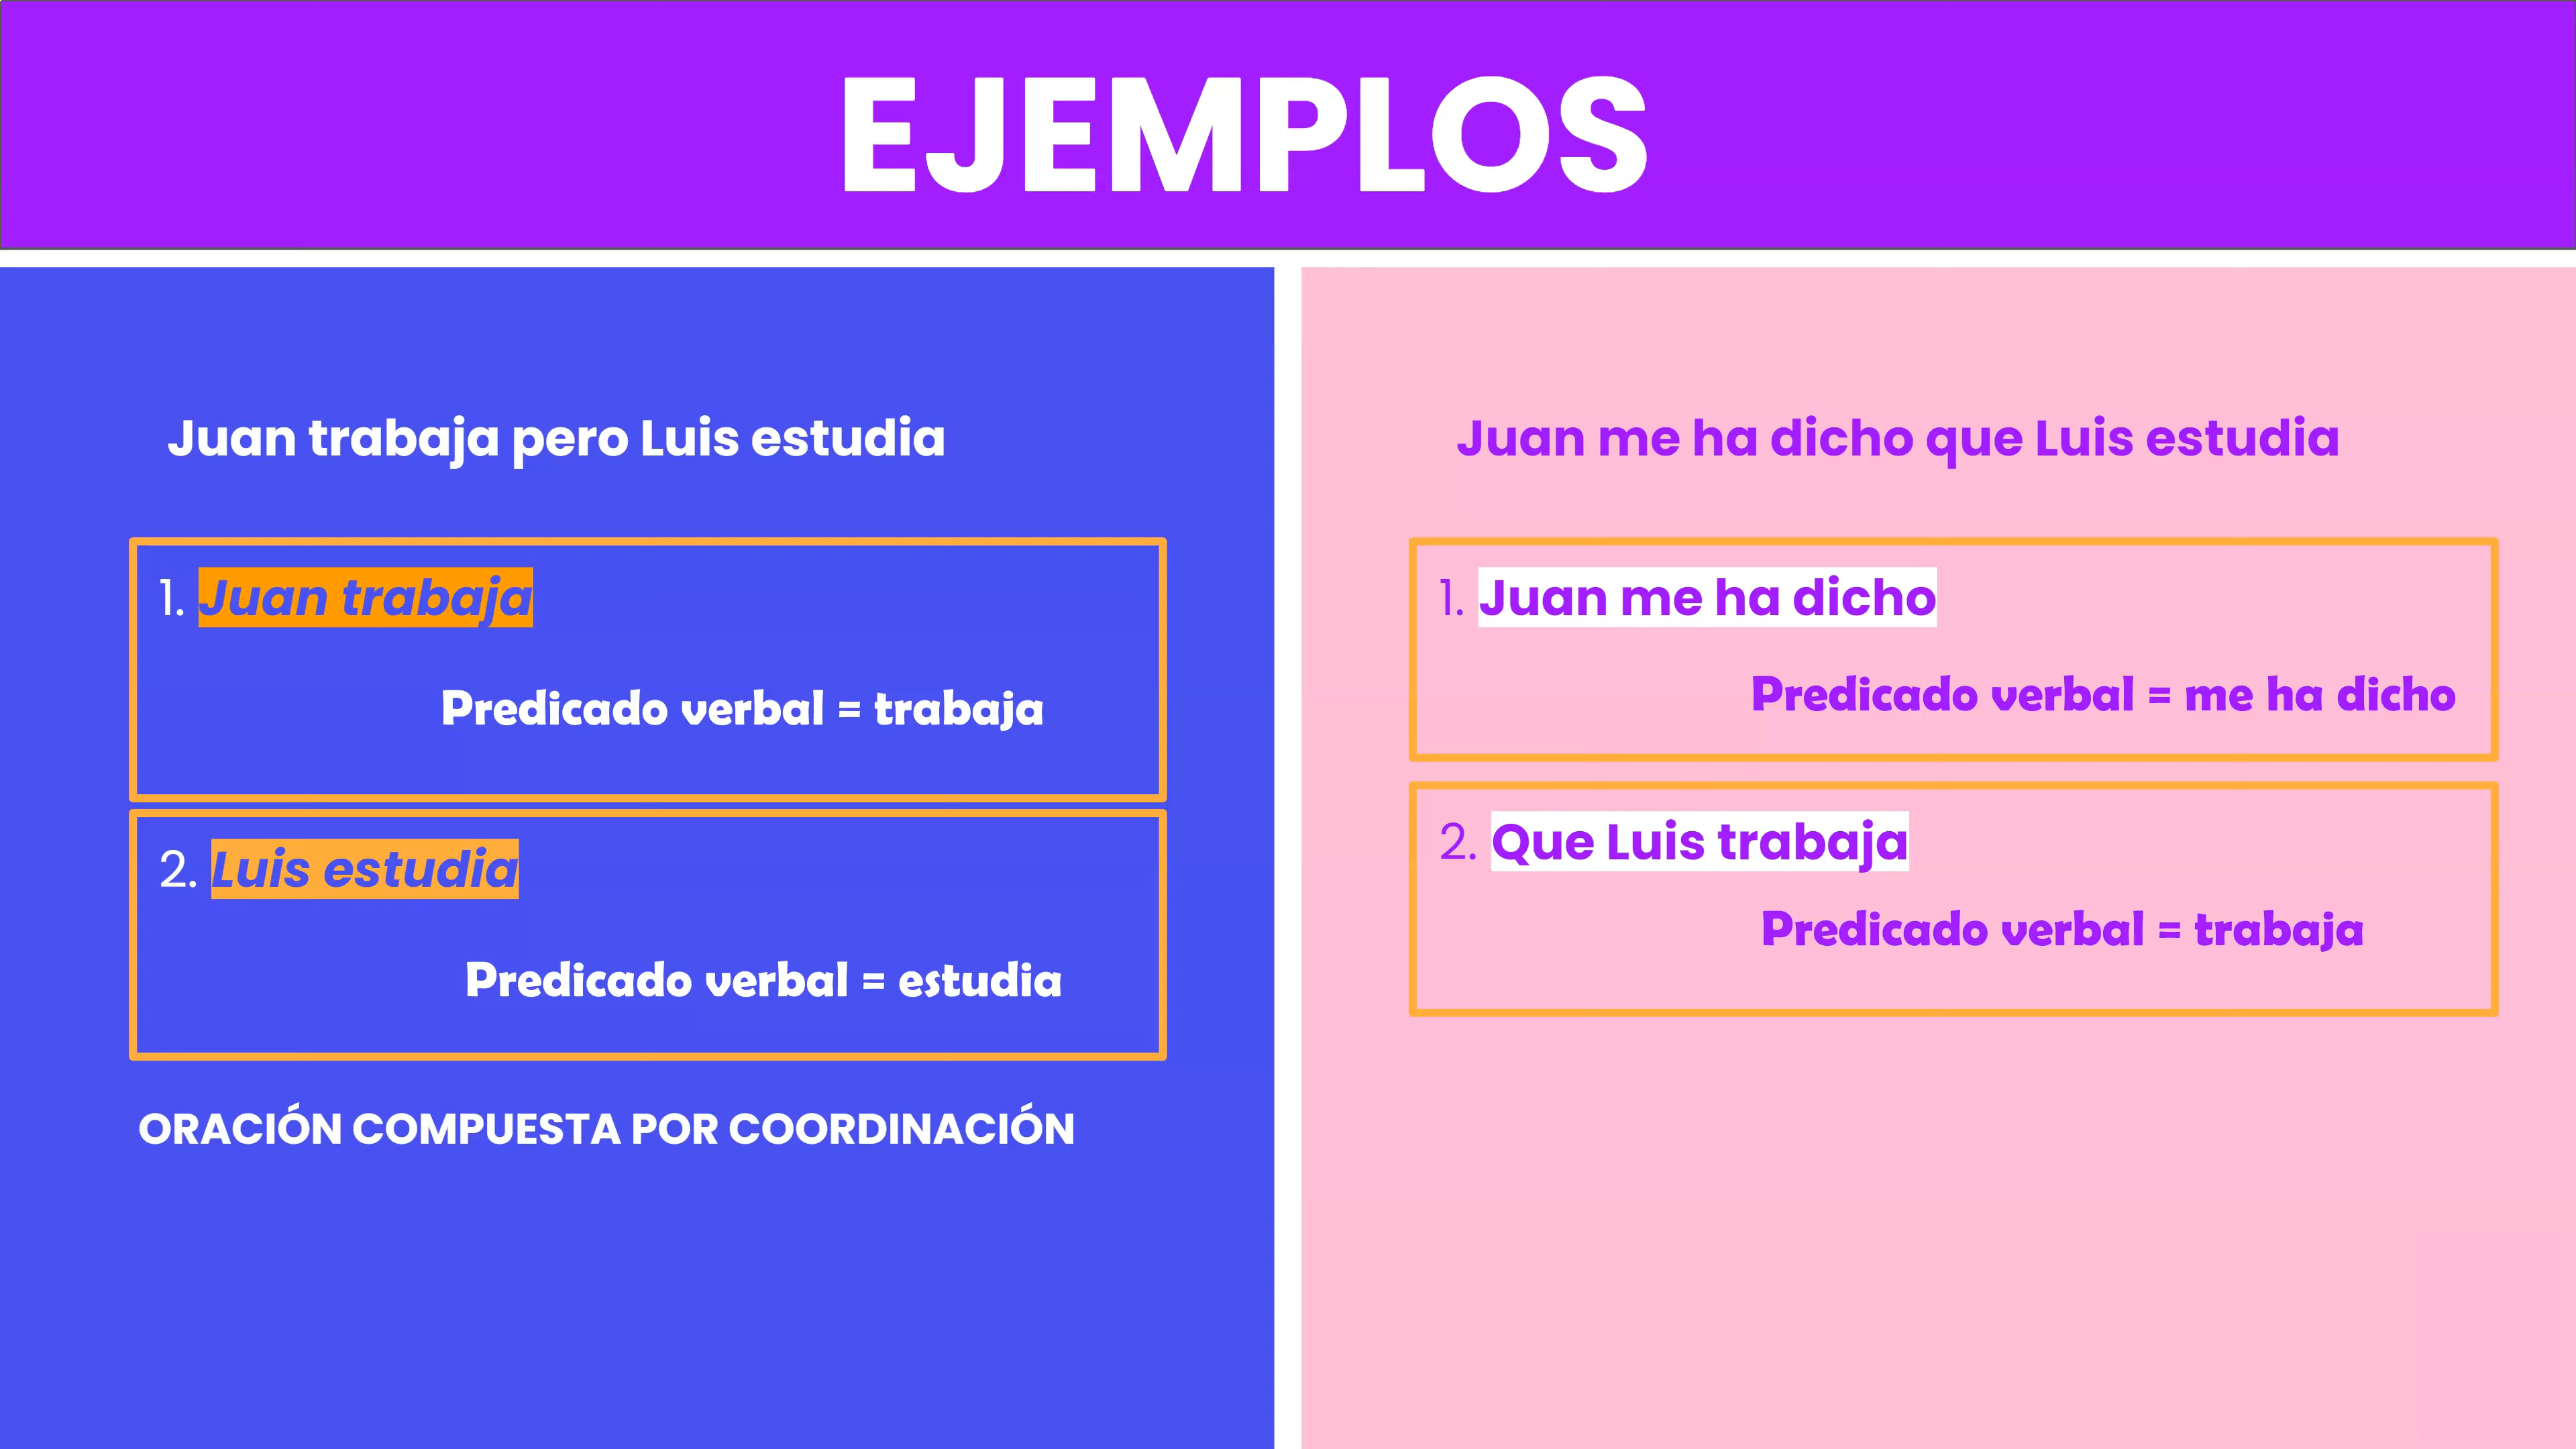 EJEMPLOS
Juan trabaja pero Luis estudia
1. Juan trabaja
Predicado verbal = trabaja
2. Luis estudia
Predicado verbal = estudia
ORACIÓN COMPUESTA POR COORDINACIÓN
Juan me ha dicho que Luis estudia
1. Juan me ha dicho
Predicado verbal = me ha dicho
2. Que Luis trabaja
Predicado verbal = trabaja